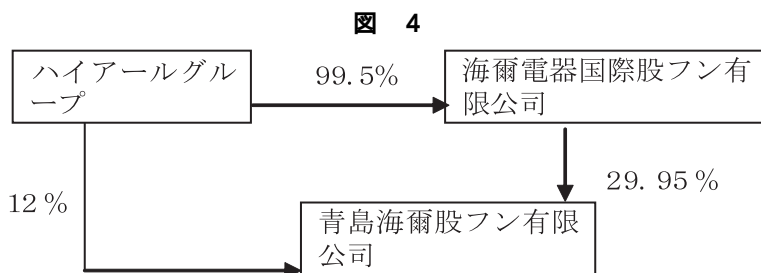 図 4
ハイアールグル
ープ
99.5%
海爾電器国際股フン有
限公司
12%
29.95%
青島海爾股フン有限
公司